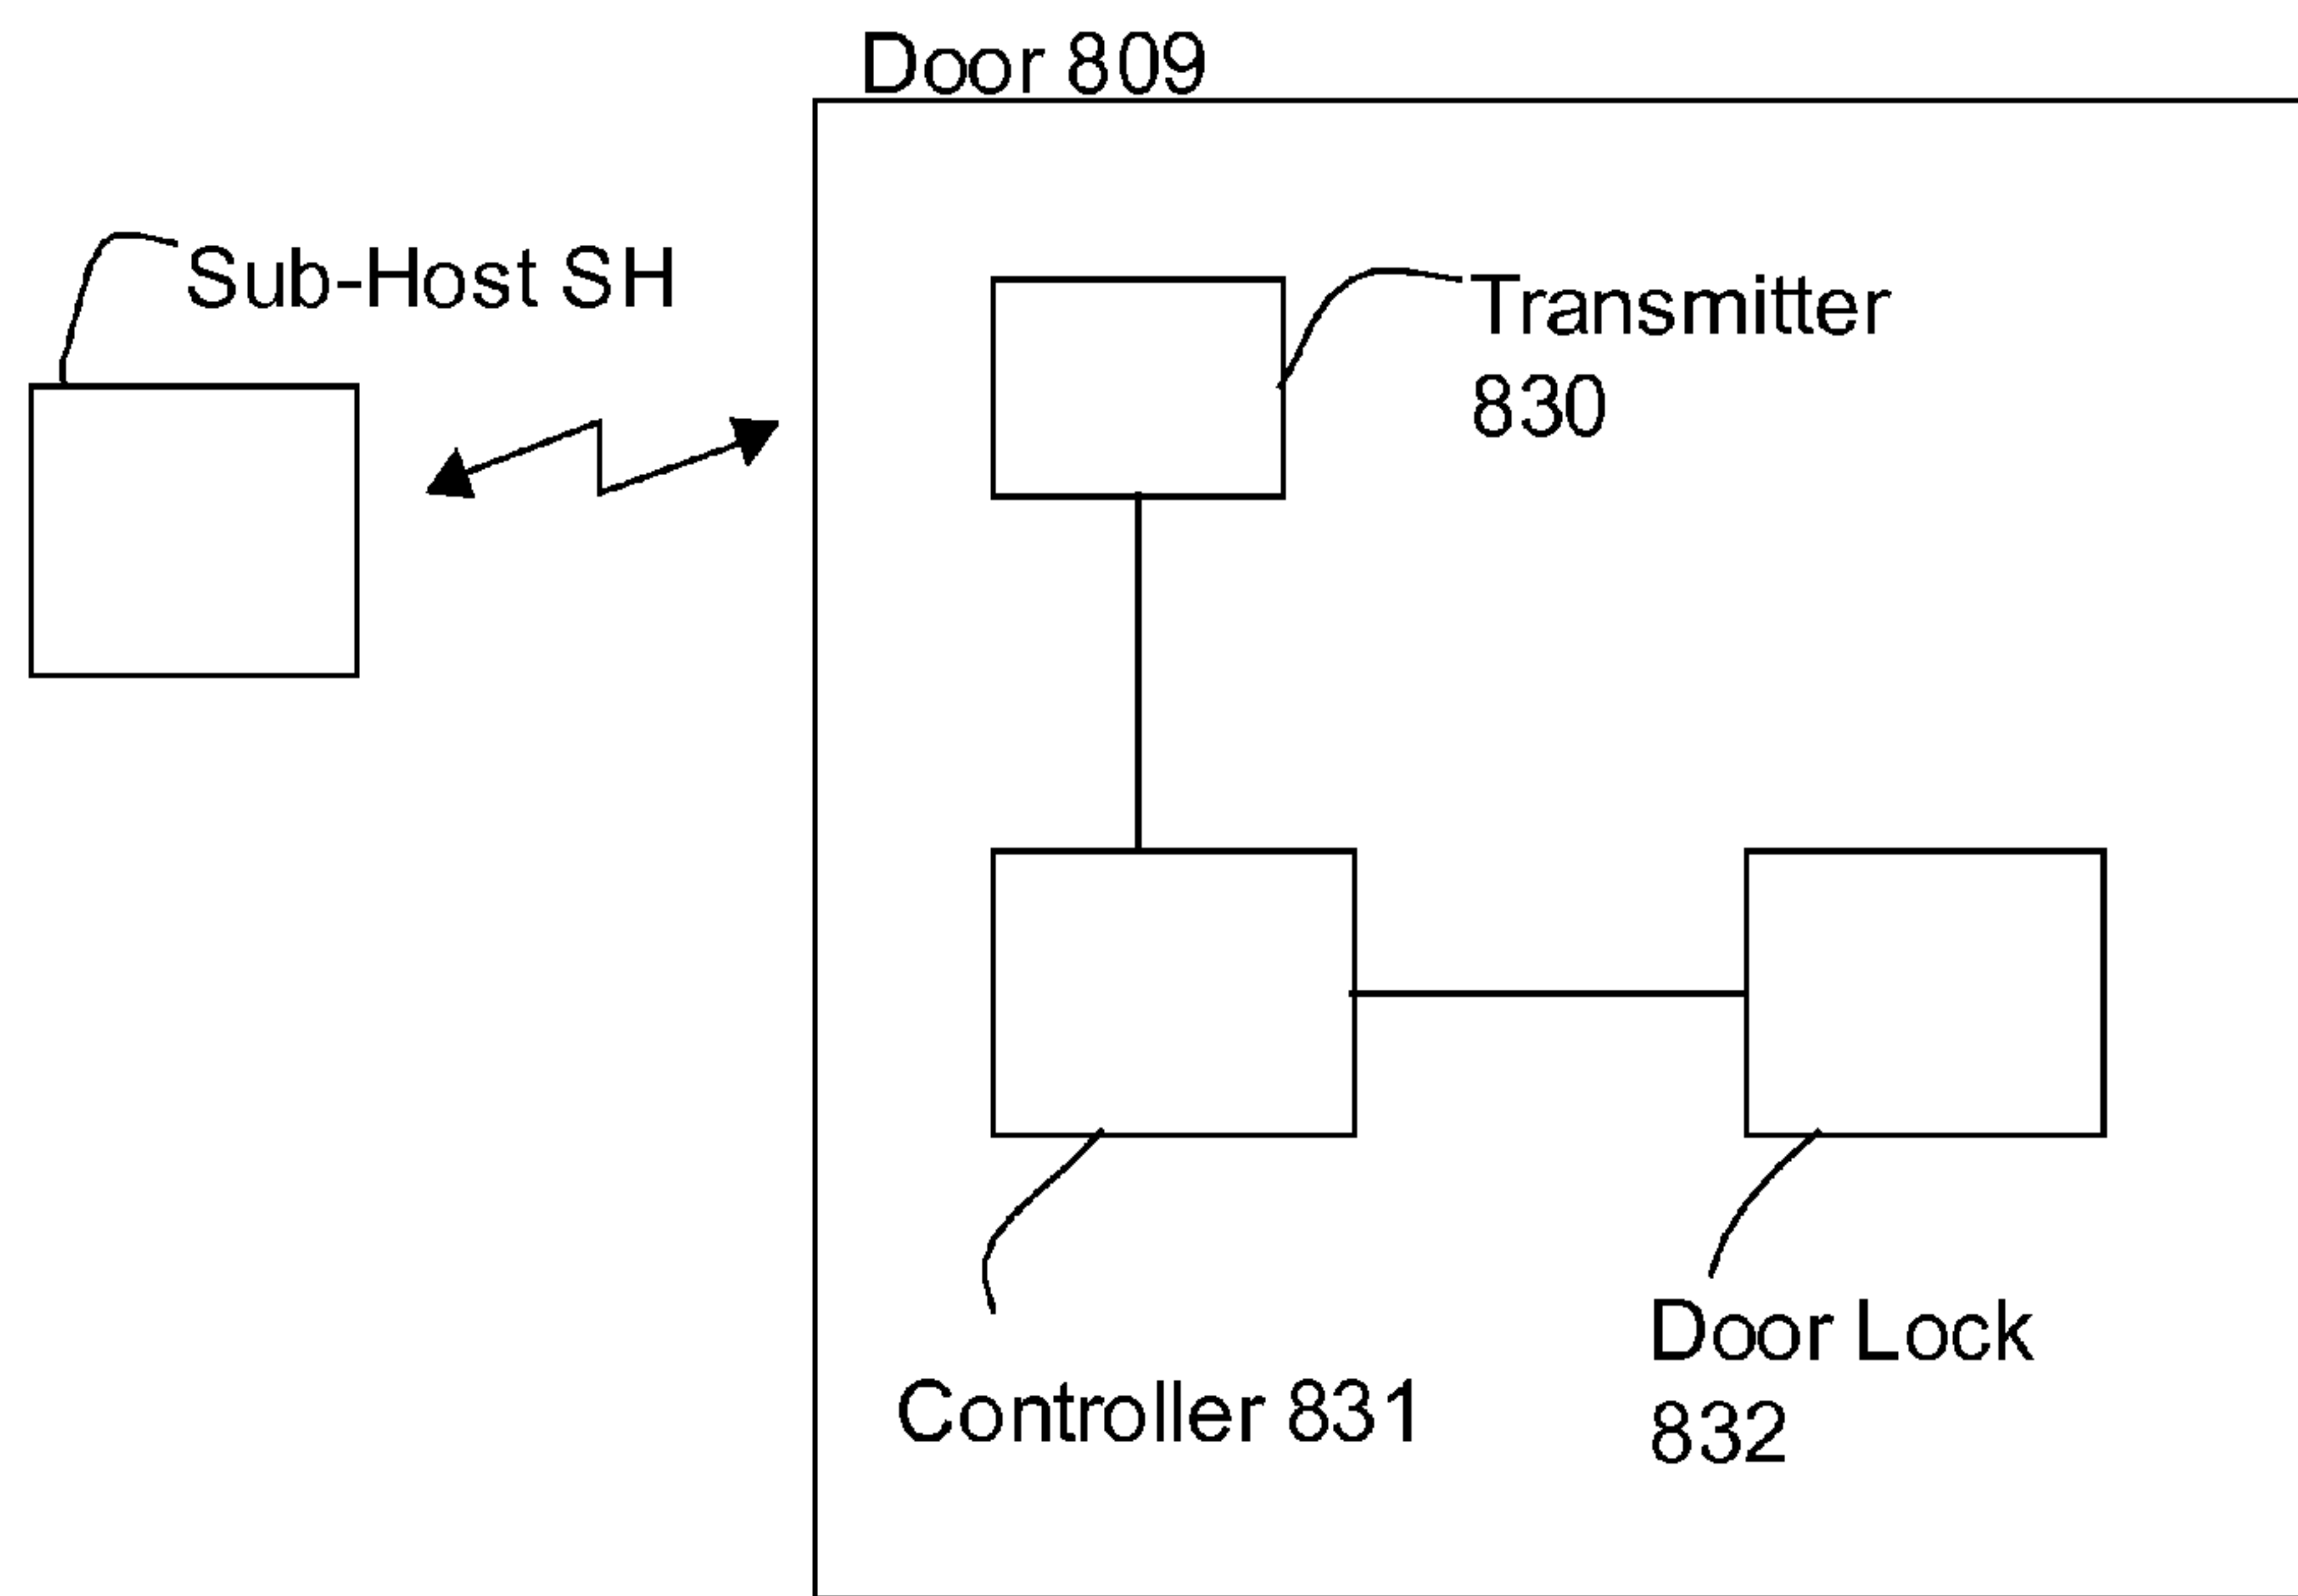 Door 809
Sub-Host SH
Transmitter
830
Door Lock
832
Controller 831